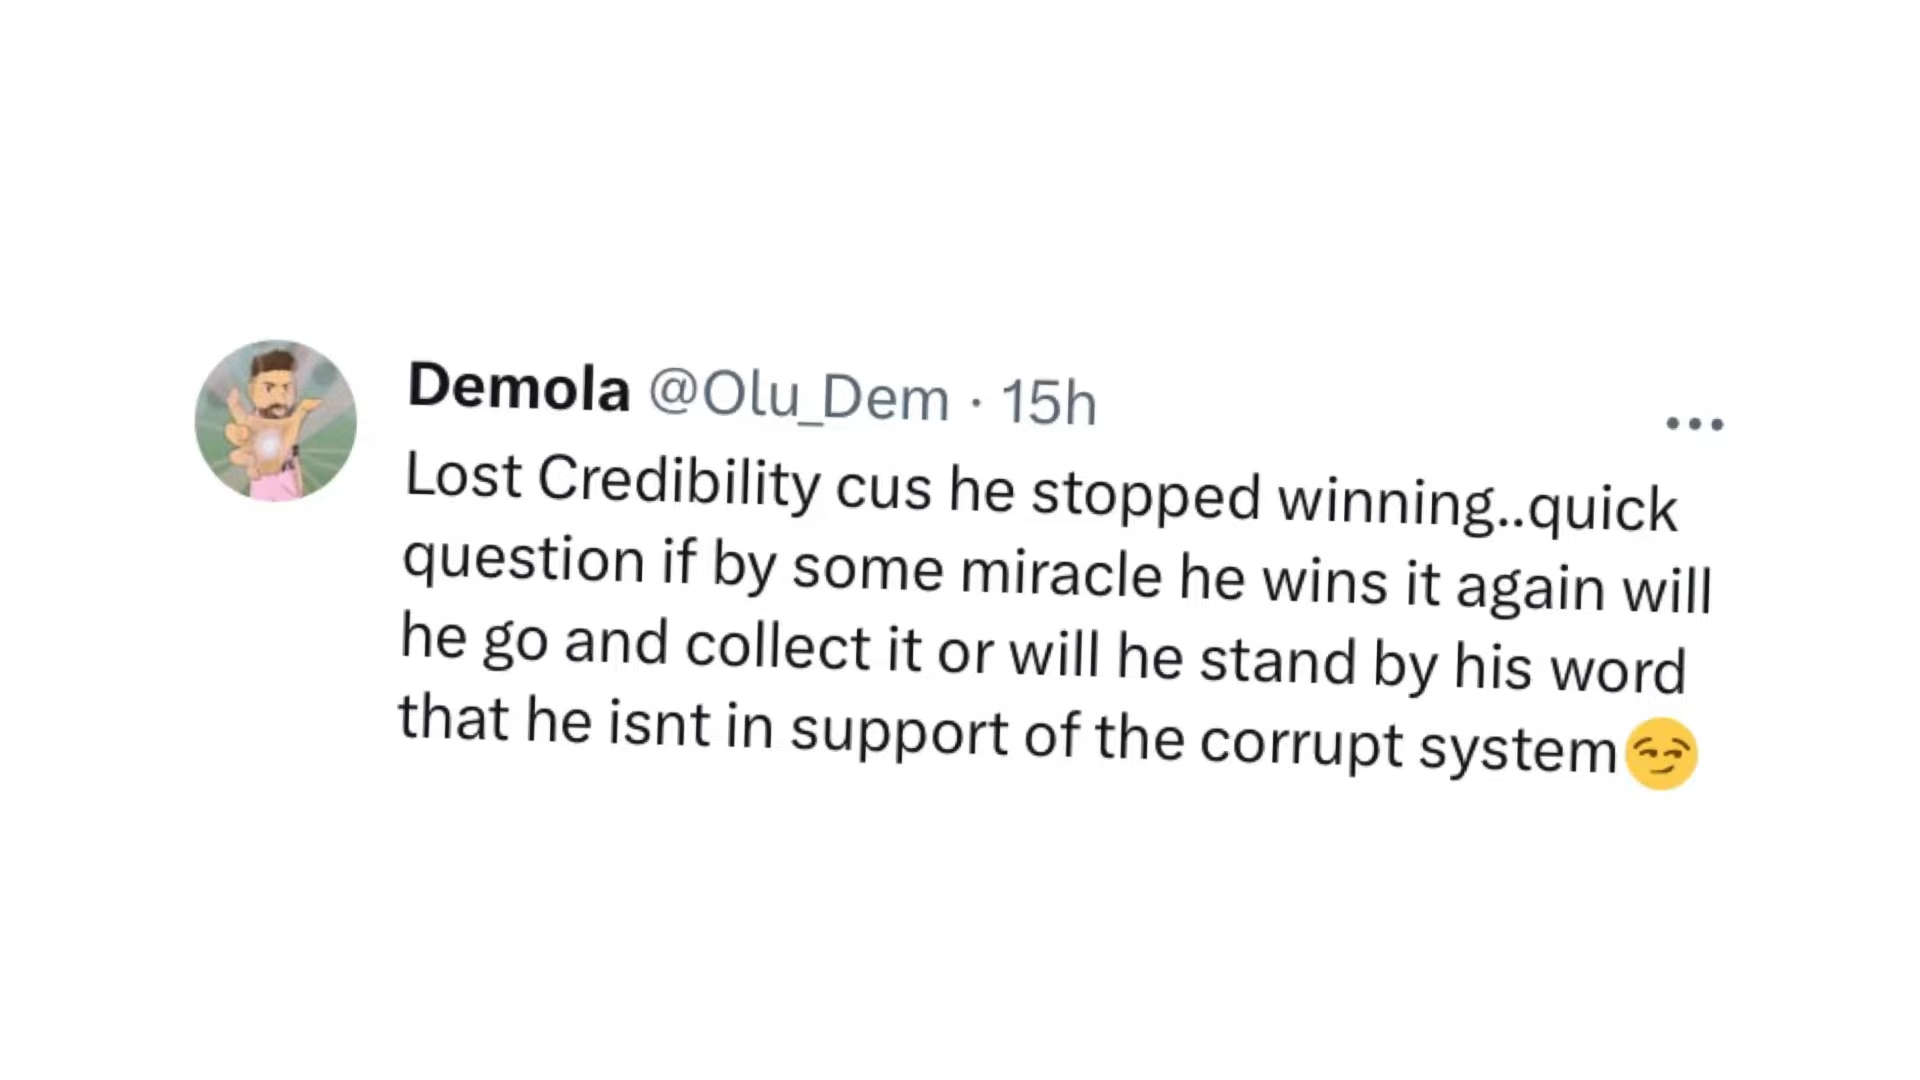 Demola @Olu_Dem · 15h
Lost Credibility cus he stopped winning..quick
question if by some miracle he wins it again will
he go and collect it or will he stand by his word
that he isnt in support of the corrupt system😏